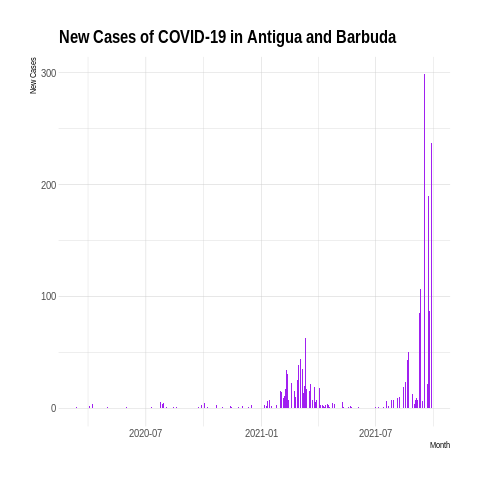 New Cases of COVID-19 in Antigua and Barbuda
New Cases
300
200
100
0
2020-07 2021-01 2021-07
Month